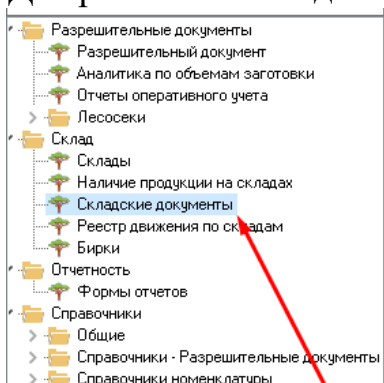 Разрешительные документы
Разрешительный документ
Аналитика по объемам заготовки
Отчеты оперативного учета
Лесосеки
Склад
Склады
Наличие продукции на складах
Складские документы
Реестр движения по складам
Бирки
Отчетность
Формы отчетов
Справочники
Общие
Справочники - Разрешительные документы
Справочники номенклатуры